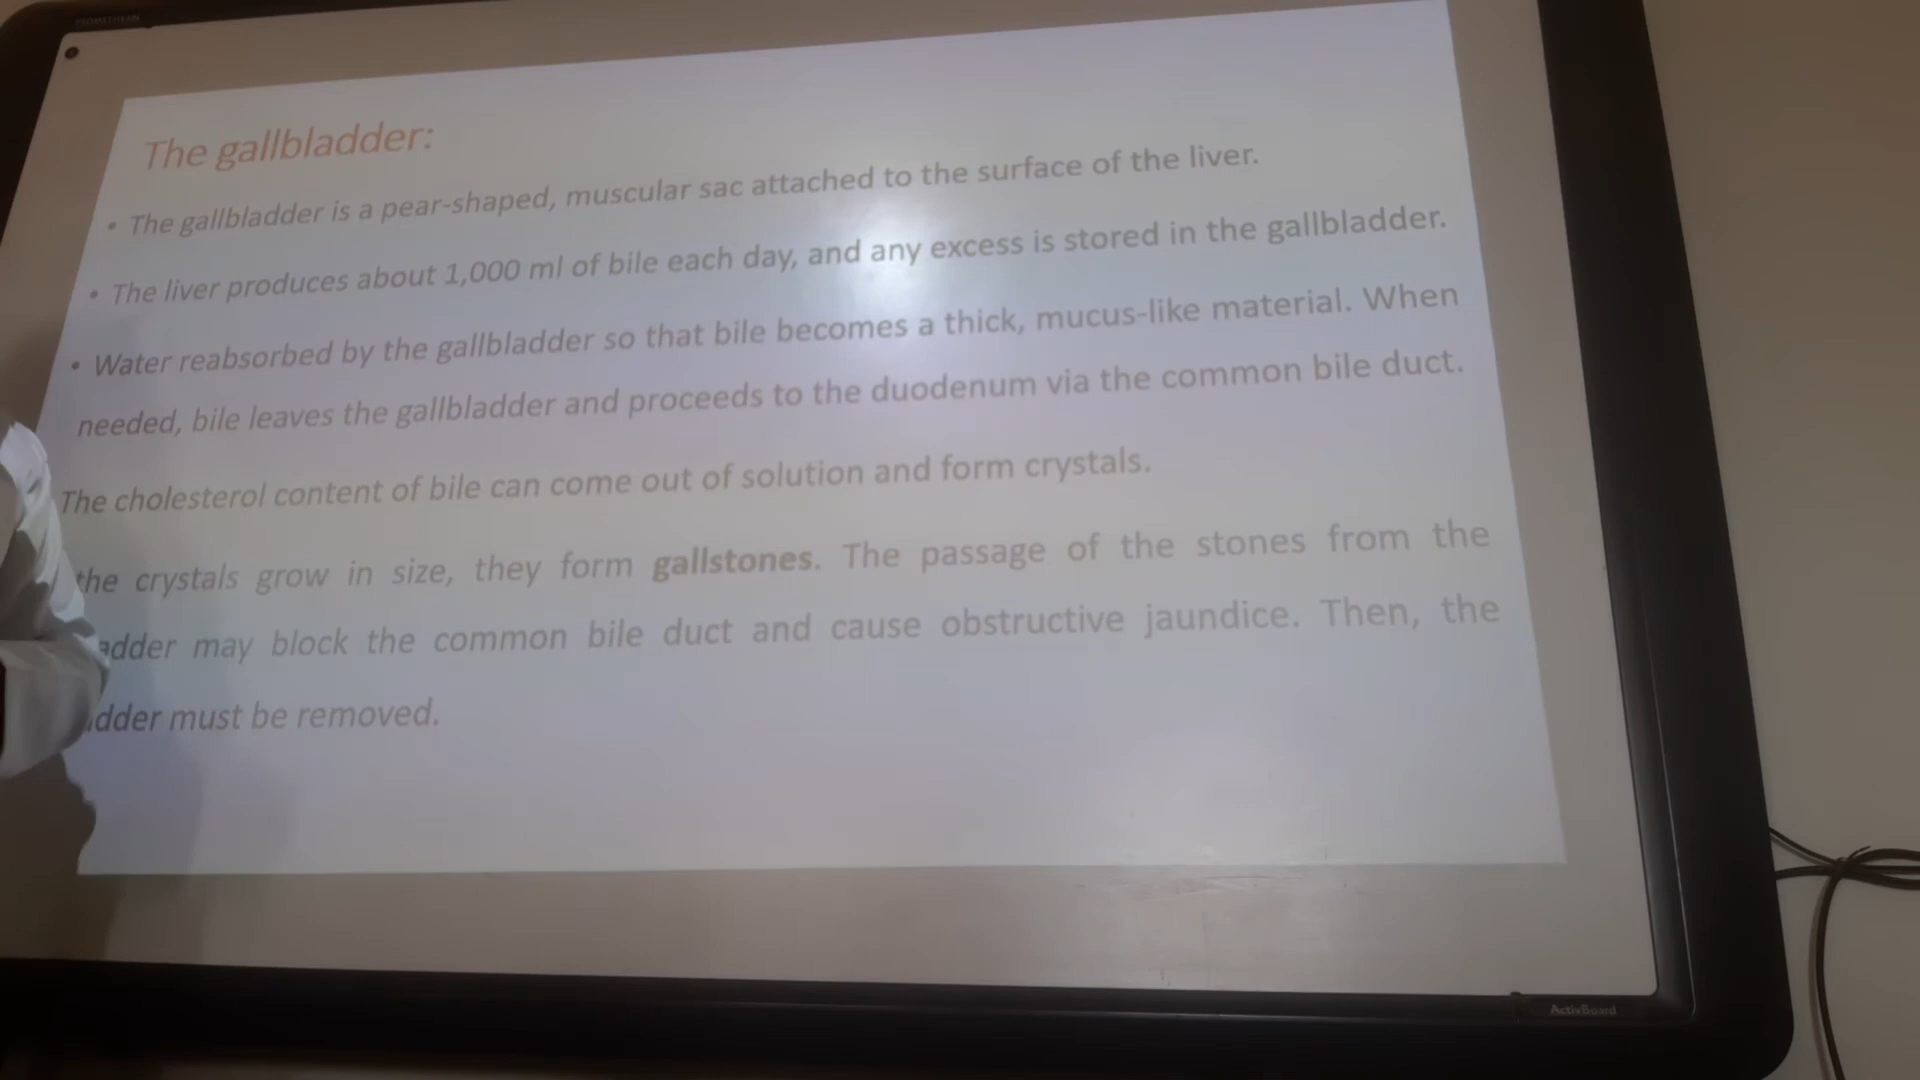 PROMETHEAN
The gallbladder:
• The gallbladder is a pear-shaped, muscular sac attached to the surface of the liver.
• The liver produces about 1,000 ml of bile each day, and any excess is stored in the gallbladder.
• Water reabsorbed by the gallbladder so that bile becomes a thick, mucus-like material. When
needed, bile leaves the gallbladder and proceeds to the duodenum via the common bile duct.
The cholesterol content of bile can come out of solution and form crystals.
the crystals grow in size, they form gallstones. The passage of the stones from the
adder may block the common bile duct and cause obstructive jaundice. Then, the
dder must be removed.
ActivBoard